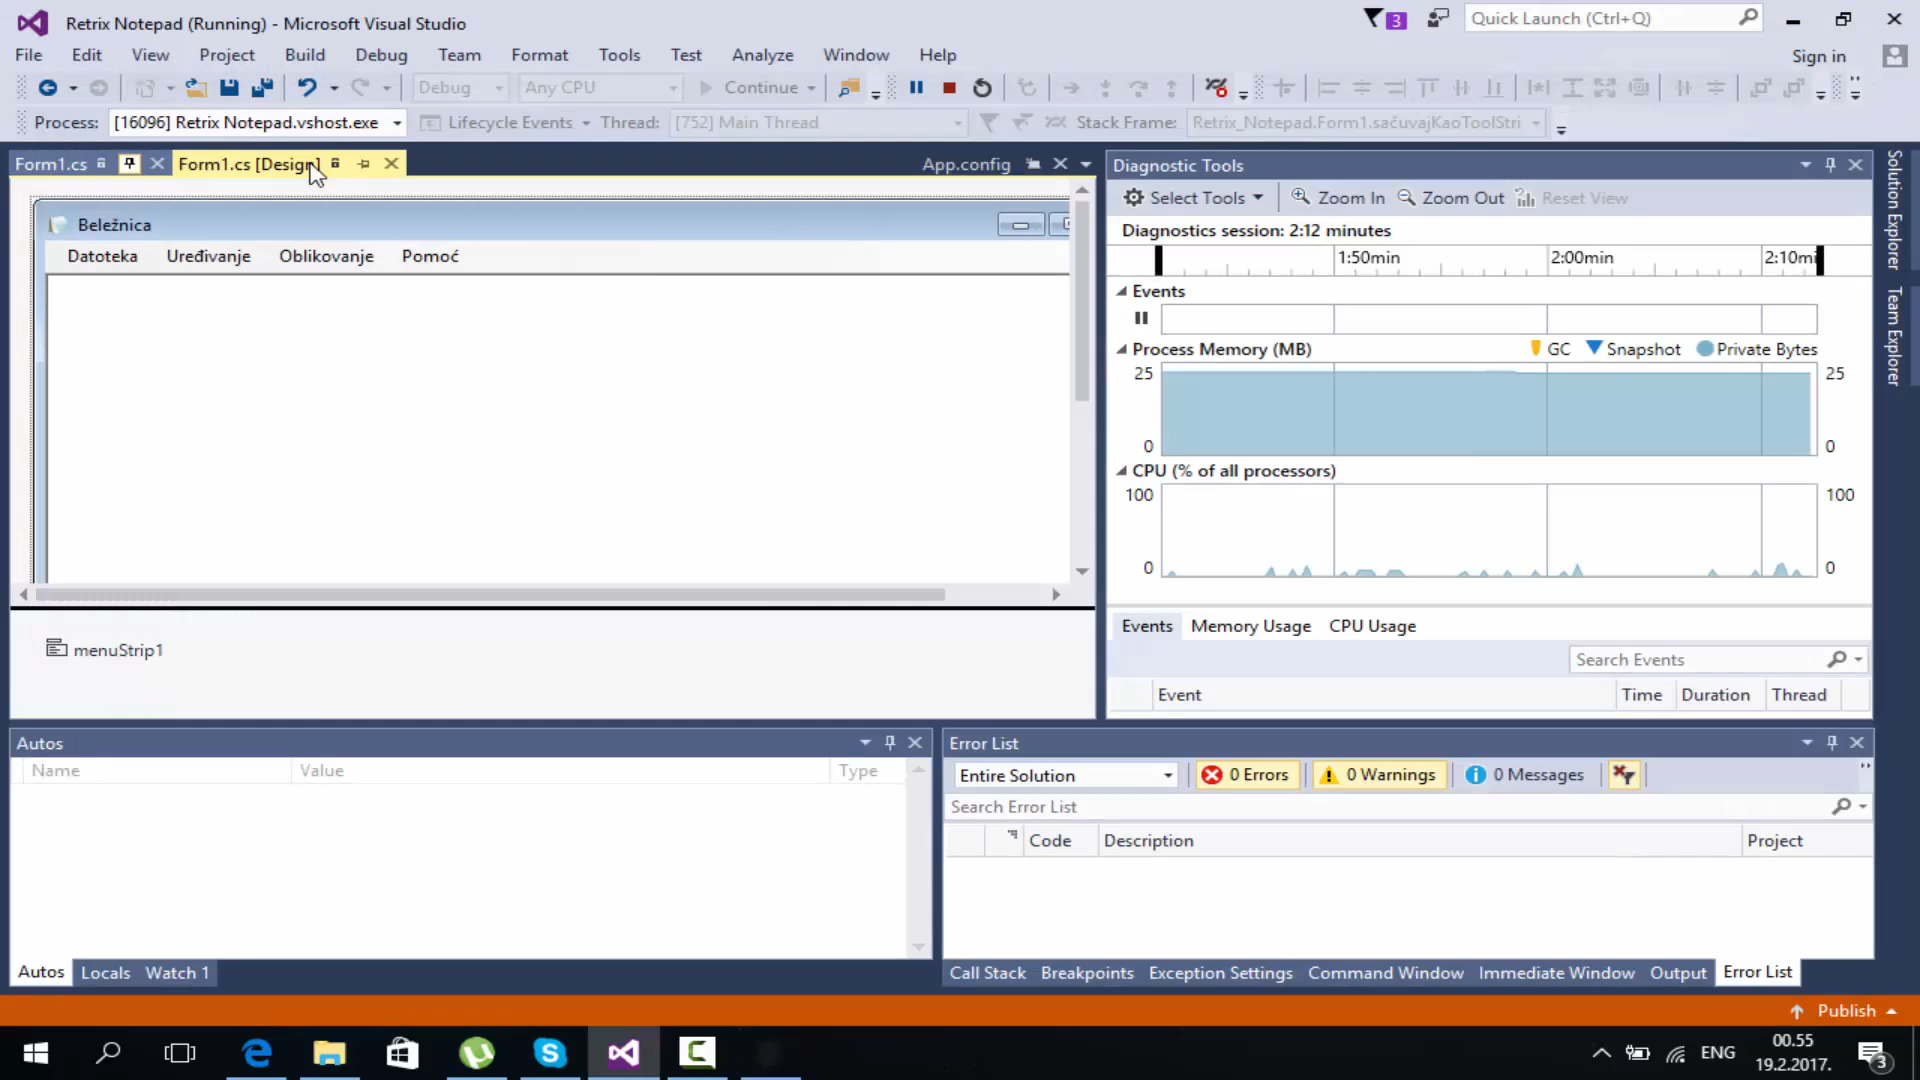 Retrix Notepad (Running) - Microsoft Visual Studio
3
Quick Launch (Ctrl+Q)
File Edit View Project Build Debug Team Format Tools Test Analyze Window Help
Sign in
Debug Any CPU Continue
Process: [16096] Retrix Notepad.vshost.exe Lifecycle Events Thread: [752] Main Thread Stack Frame: Retrix_Notepad.Form1.sačuvajKaoToolStri
Form1.cs Form1.cs [Design] App.config
Beležnica
Datoteka Uređivanje Oblikovanje Pomoć
menuStrip1
Diagnostic Tools
Select Tools Zoom In Zoom Out Reset View
Diagnostics session: 2:12 minutes
1:50min 2:00min 2:10mi
Events
Process Memory (MB) GC Snapshot Private Bytes
25 25
0 0
CPU (% of all processors)
100 100
0 0
Events Memory Usage CPU Usage
Search Events
Event Time Duration Thread
Solution Explorer
Team Explorer
Autos
Name Value Type
Autos Locals Watch 1
Error List
Entire Solution 0 Errors 0 Warnings 0 Messages
Search Error List
Code Description Project
Call Stack Breakpoints Exception Settings Command Window Immediate Window Output Error List
Publish
ENG
00.55
19.2.2017.
3